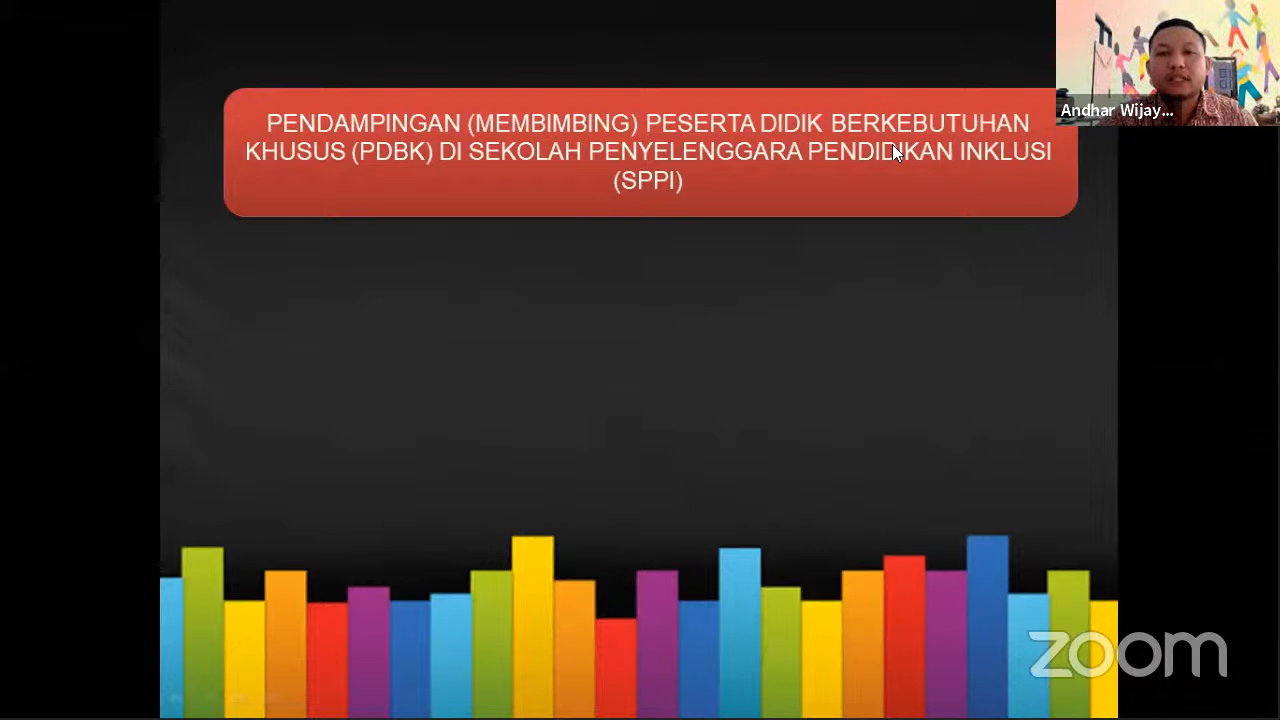 PENDAMPINGAN (MEMBIMBING) PESERTA DIDIK BERKEBUTUHAN
KHUSUS (PDBK) DI SEKOLAH PENYELENGGARA PENDIDIKAN INKLUSI
(SPPI)
Andhar Wijay...
zoom